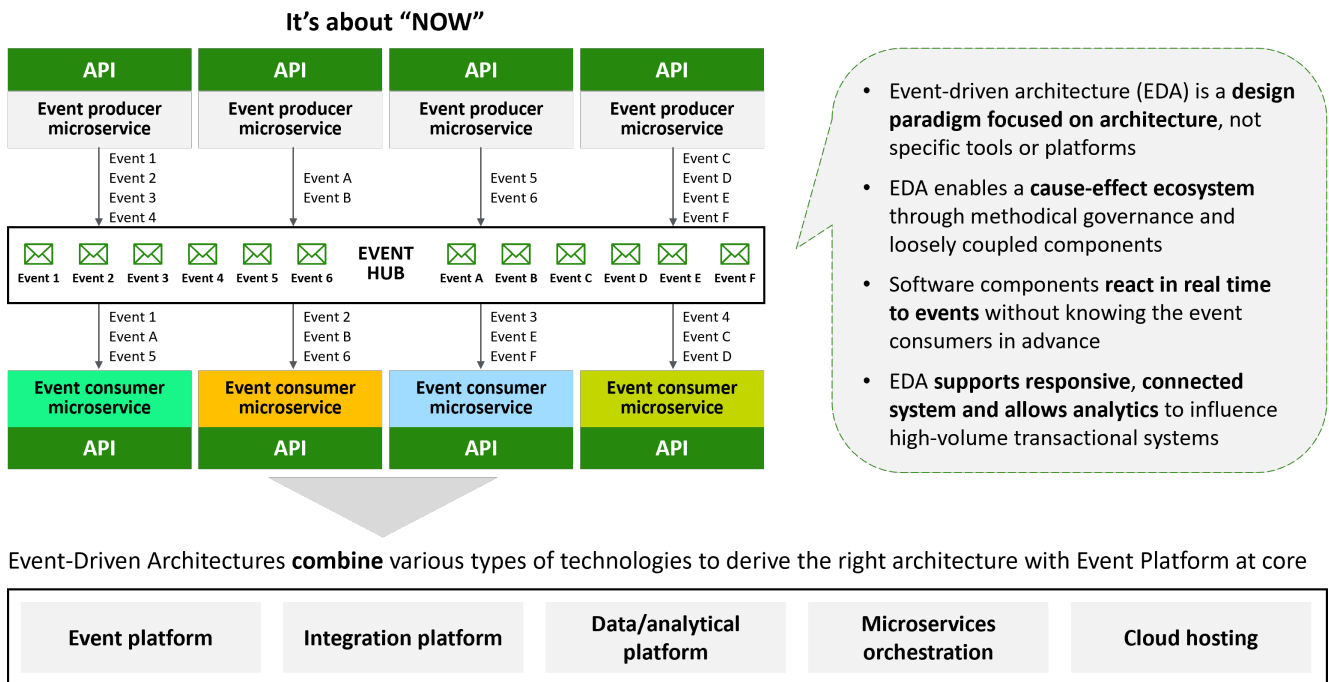 It's about “NOW”
API
API
API
API
Event producer
microservice
Event producer
microservice
Event producer
microservice
Event producer
microservice
Event 1
Event 2
Event 3
Event 4
Event A
Event B
Event 5
Event 6
Event C
Event D
Event E
Event F
Event 1
Event 2
Event 3
Event 4
Event 5
Event 6
EVENT
HUB
Event A
Event B
Event C
Event D
Event E
Event F
Event 1
Event A
Event 5
Event 2
Event B
Event 6
Event 3
Event E
Event F
Event 4
Event C
Event D
Event consumer
microservice
Event consumer
microservice
Event consumer
microservice
Event consumer
microservice
API
API
API
API
• Event-driven architecture (EDA) is a design
paradigm focused on architecture, not
specific tools or platforms
• EDA enables a cause-effect ecosystem
through methodical governance and
loosely coupled components
• Software components react in real time
to events without knowing the event
consumers in advance
• EDA supports responsive, connected
system and allows analytics to influence
high-volume transactional systems
Event-Driven Architectures combine various types of technologies to derive the right architecture with Event Platform at core
Event platform
Integration platform
Data/analytical
platform
Microservices
orchestration
Cloud hosting